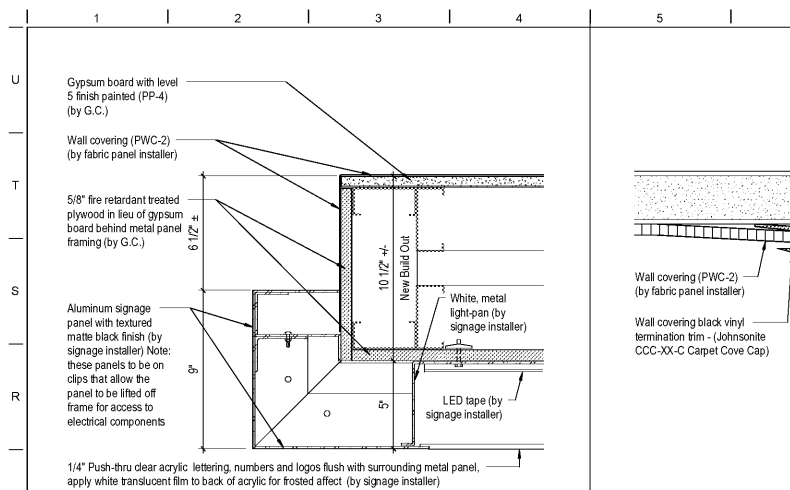 1 2 3 4 5
U
T
S
R
Gypsum board with level
5 finish painted (PP-4)
(by G.C.)
Wall covering (PWC-2)
(by fabric panel installer)
5/8" fire retardant treated
plywood in lieu of gypsum
board behind metal panel
framing (by G.C.)
Aluminum signage
panel with textured
matte black finish (by
signage installer) Note:
these panels to be on
clips that allow the
panel to be lifted off
frame for access to
electrical components
6 1/2" ±
9"
10 1/2" +/-
New Build Out
5"
White, metal
light-pan (by
signage installer)
LED tape (by
signage installer)
1/4" Push-thru clear acrylic lettering, numbers and logos flush with surrounding metal panel,
apply white translucent film to back of acrylic for frosted affect (by signage installer)
Wall covering (PWC-2)
(by fabric panel installer)
Wall covering black vinyl
termination trim - (Johnsonite
CCC-XX-C Carpet Cove Cap)